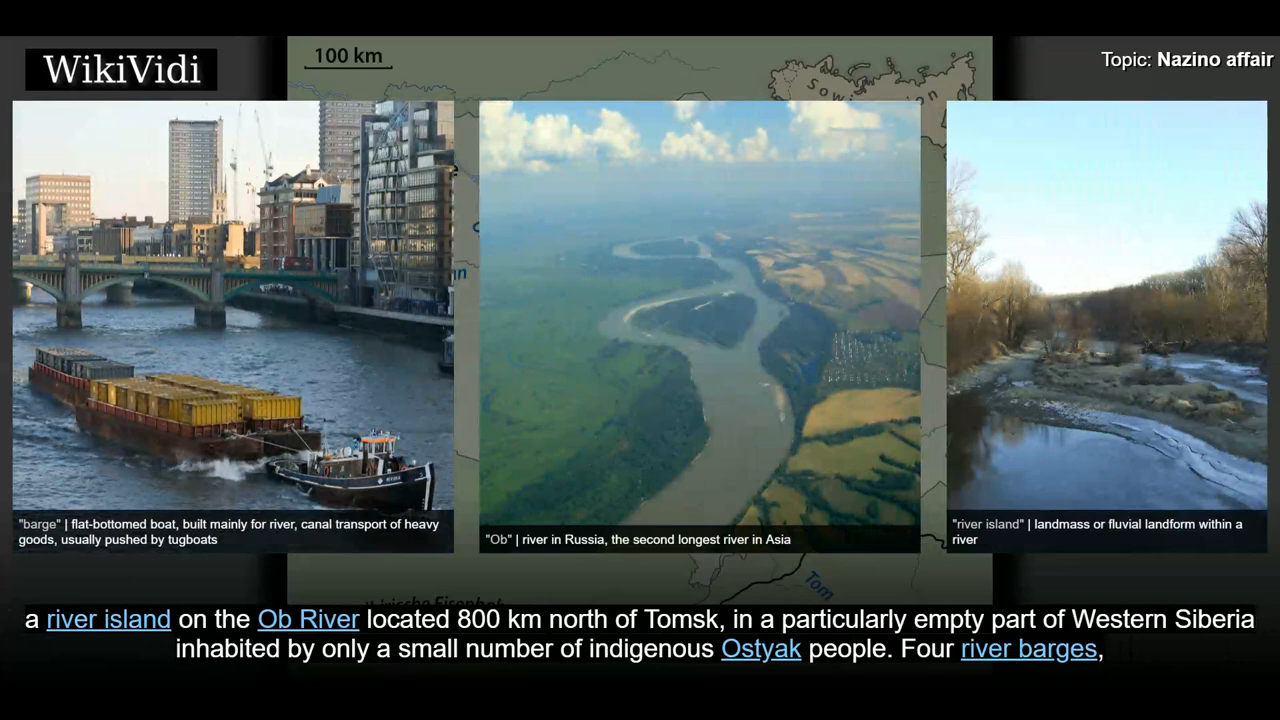 100 km
WikiVidi
Topic: Nazino affair
"barge" | flat-bottomed boat, built mainly for river, canal transport of heavy
goods, usually pushed by tugboats
"Ob" | river in Russia, the second longest river in Asia
"river island" | landmass or fluvial landform within a
river
Tom
a river island on the Ob River located 800 km north of Tomsk, in a particularly empty part of Western Siberia
inhabited by only a small number of indigenous Ostyak people. Four river barges,